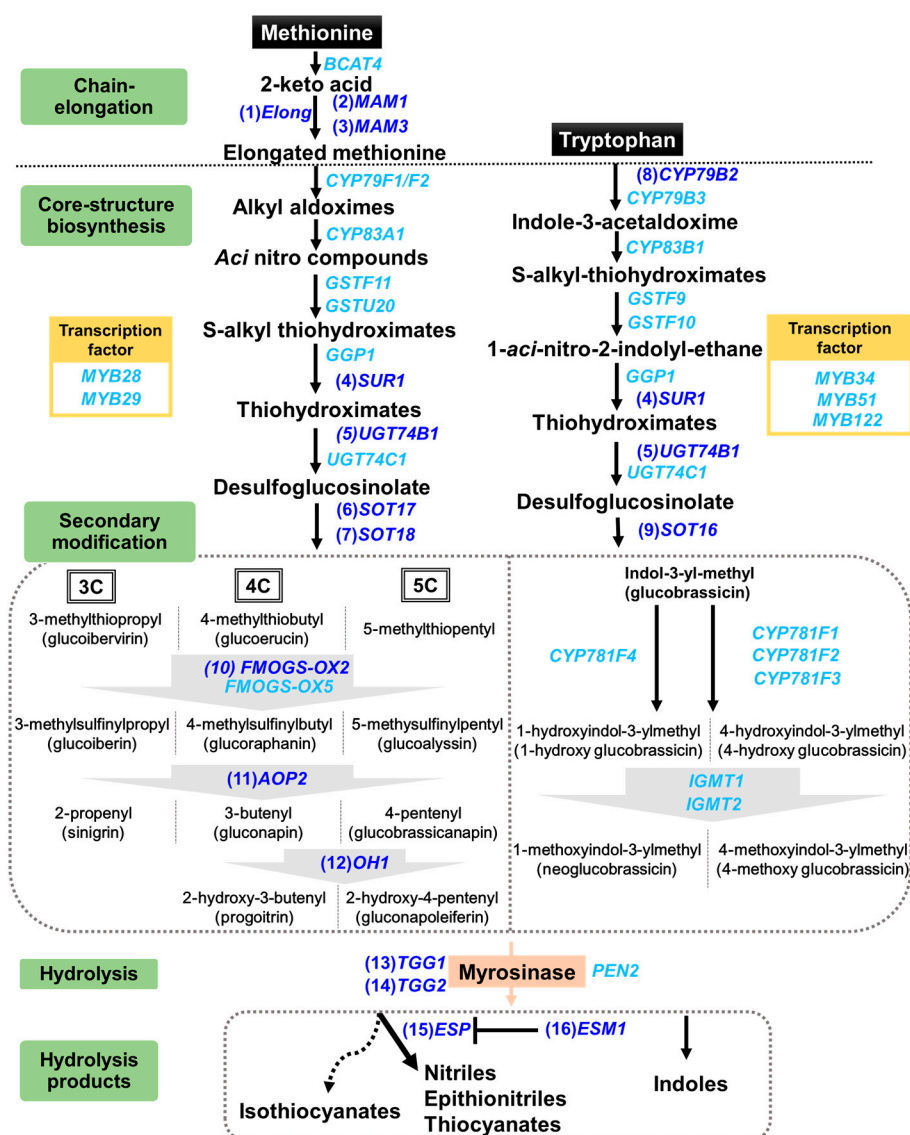 Methionine
BCAT4
Chain-
elongation
2-keto acid
(1)Elong
(2)MAM1
(3)MAM3
Elongated methionine
Tryptophan
Core-structure
biosynthesis
CYP79F1/F2
Alkyl aldoximes
CYP83A1
Aci nitro compounds
GSTF11
GSTU20
S-alkyl thiohydroximates
GGP1
(4)SUR1
Thiohydroximates
(5)UGT74B1
UGT74C1
Desulfoglucosinolate
(6)SOT17
(7)SOT18
(8)CYP79B2
CYP79B3
Indole-3-acetaldoxime
CYP83B1
S-alkyl-thiohydroximates
GSTF9
GSTF10
1-aci-nitro-2-indolyl-ethane
GGP1
(4)SUR1
Thiohydroximates
(5)UGT74B1
UGT74C1
Desulfoglucosinolate
(9)SOT16
Transcription
factor
MYB28
MYB29
Transcription
factor
MYB34
MYB51
MYB122
Secondary
modification
3C
4C
5C
3-methylthiopropyl
(glucoibervirin)
4-methylthiobutyl
(glucoerucin)
5-methylthiopentyl
(10) FMOGS-OX2
FMOGS-OX5
3-methylsulfinylpropyl
(glucoiberin)
4-methylsulfinylbutyl
(glucoraphanin)
5-methysulfinylpentyl
(glucoalyssin)
(11)AOP2
2-propenyl
(sinigrin)
3-butenyl
(gluconapin)
4-pentenyl
(glucobrassicanapin)
(12)OH1
2-hydroxy-3-butenyl
(progoitrin)
2-hydroxy-4-pentenyl
(gluconapoleiferin)
Indol-3-yl-methyl
(glucobrassicin)
CYP781F4
CYP781F1
CYP781F2
CYP781F3
1-hydroxyindol-3-ylmethyl
(1-hydroxy glucobrassicin)
4-hydroxyindol-3-ylmethyl
(4-hydroxy glucobrassicin)
IGMT1
IGMT2
1-methoxyindol-3-ylmethyl
(neoglucobrassicin)
4-methoxyindol-3-ylmethyl
(4-methoxy glucobrassicin)
Hydrolysis
(13)TGG1
(14)TGG2
Myrosinase
PEN2
Hydrolysis
products
(15)ESP
(16)ESM1
Isothiocyanates
Nitriles
Epithionitriles
Thiocyanates
Indoles